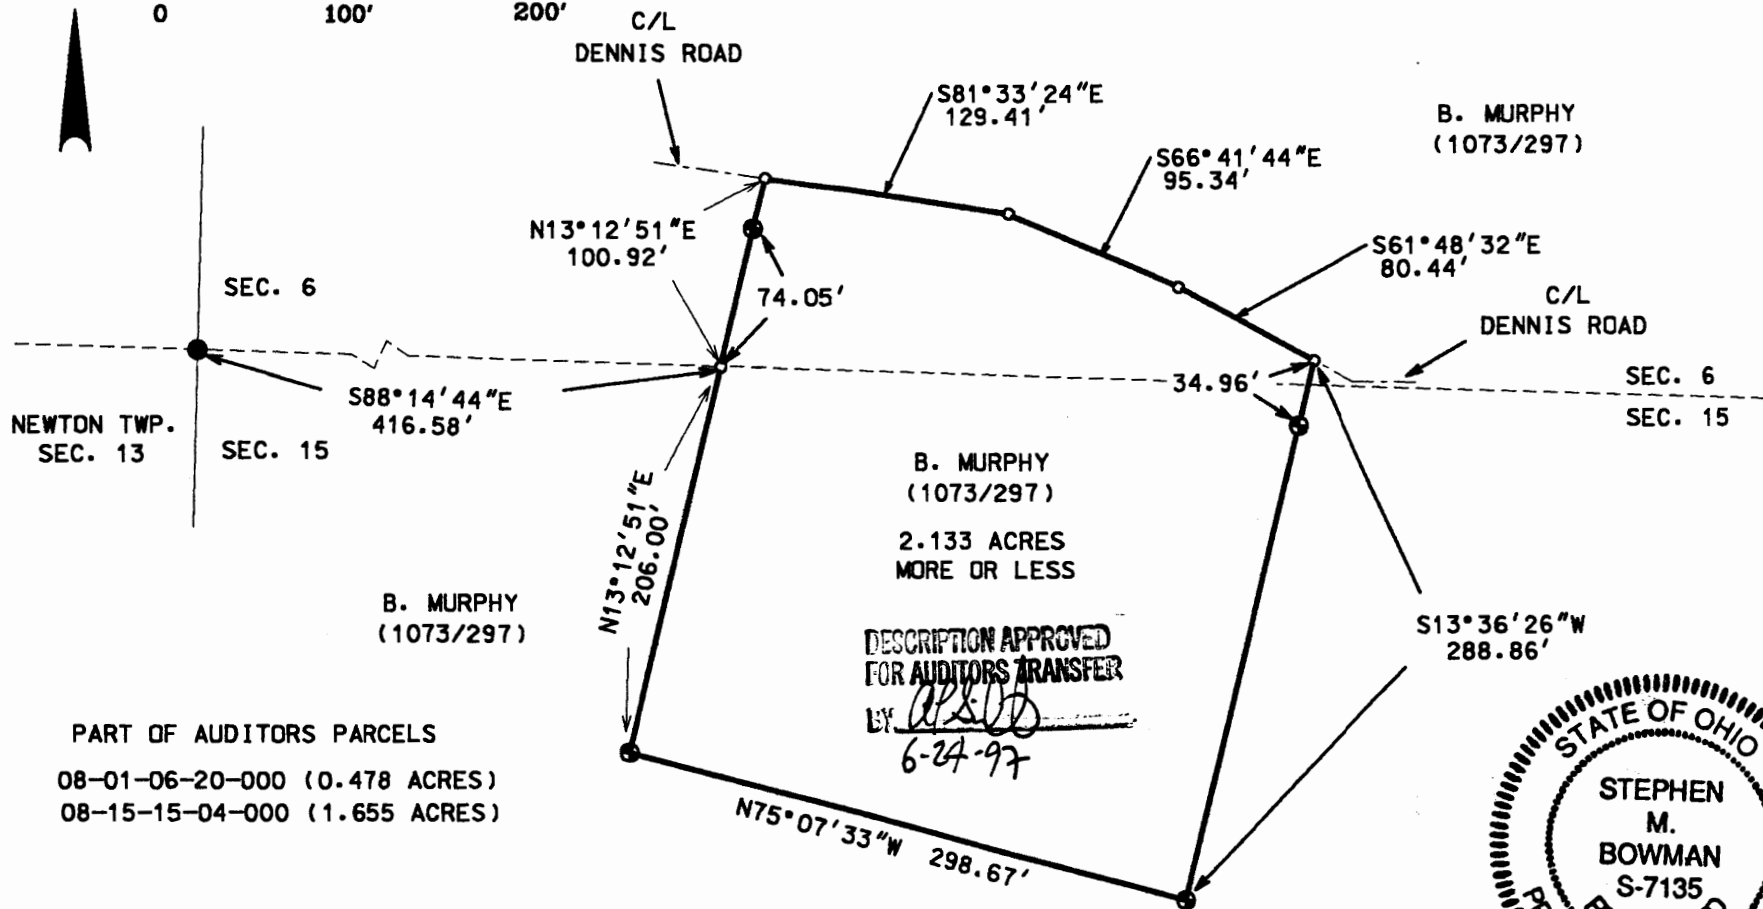 0 100' 200'
C/L
DENNIS ROAD
S81°33'24"E
129.41'
B. MURPHY
(1073/297)
S66°41'44"E
95.34'
N13°12'51"E
100.92'
S61°48'32"E
80.44'
SEC. 6
74.05'
C/L
DENNIS ROAD
S88°14'44"E
416.58'
34.96'
SEC. 6
SEC. 15
NEWTON TWP.
SEC. 13
SEC. 15
B. MURPHY
(1073/297)
2.133 ACRES
MORE OR LESS
N13°12'51"E
206.00'
B. MURPHY
(1073/297)
DESCRIPTION APPROVED
FOR AUDITORS TRANSFER
BY
6-24-97
S13°36'26"W
288.86'
PART OF AUDITORS PARCELS
08-01-06-20-000 (0.478 ACRES)
08-15-15-04-000 (1.655 ACRES)
N75°07'33"W 298.67'
STATE OF OHIO
STEPHEN
M.
BOWMAN
S-7135